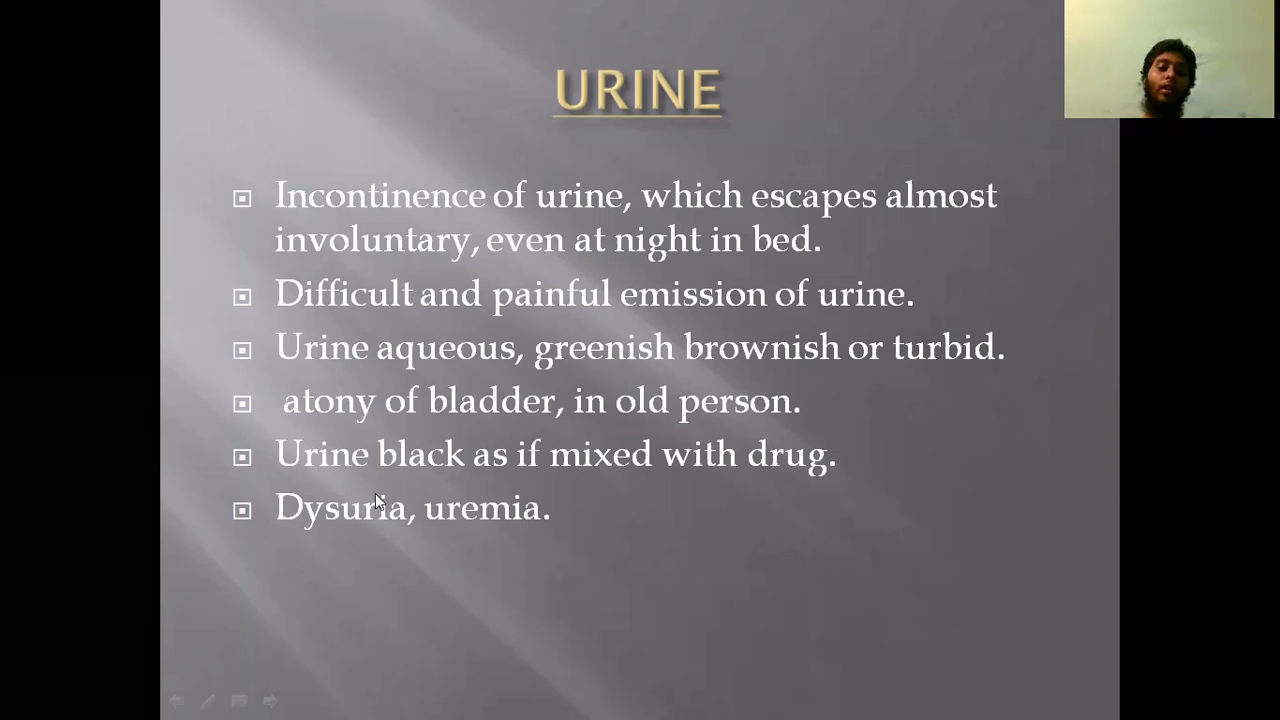 URINE
Incontinence of urine, which escapes almost
involuntary, even at night in bed.
Difficult and painful emission of urine.
Urine aqueous, greenish brownish or turbid.
atony of bladder, in old person.
Urine black as if mixed with drug.
Dysuria, uremia.